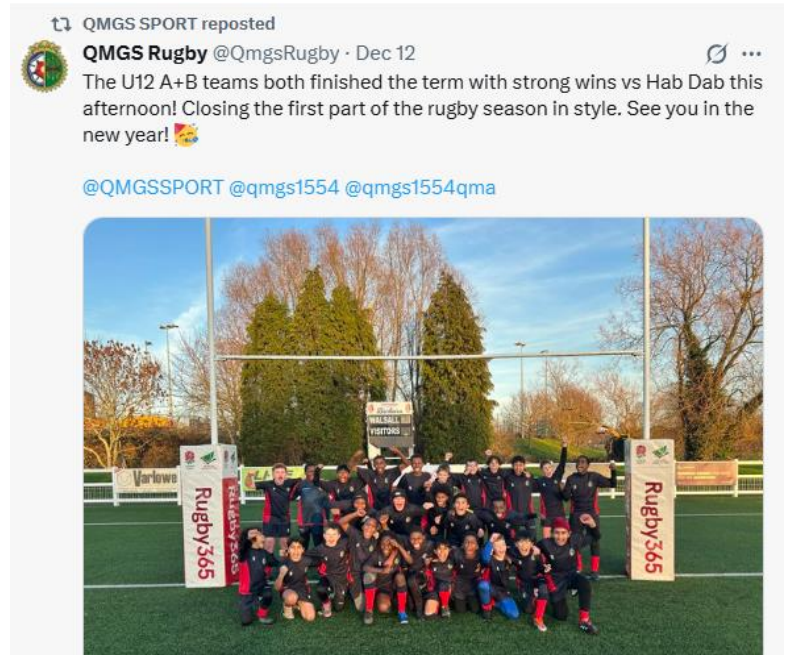 QMGS SPORT reposted
QMGS Rugby @QmgsRugby · Dec 12
The U12 A+B teams both finished the term with strong wins vs Hab Dab this
afternoon! Closing the first part of the rugby season in style. See you in the
new year! 🥳
@QMGSSPORT @qmgs1554 @qmgs1554qma
WALSALL
VISITORS
Varlowe
Rugby365
Rugby365
Rugby365